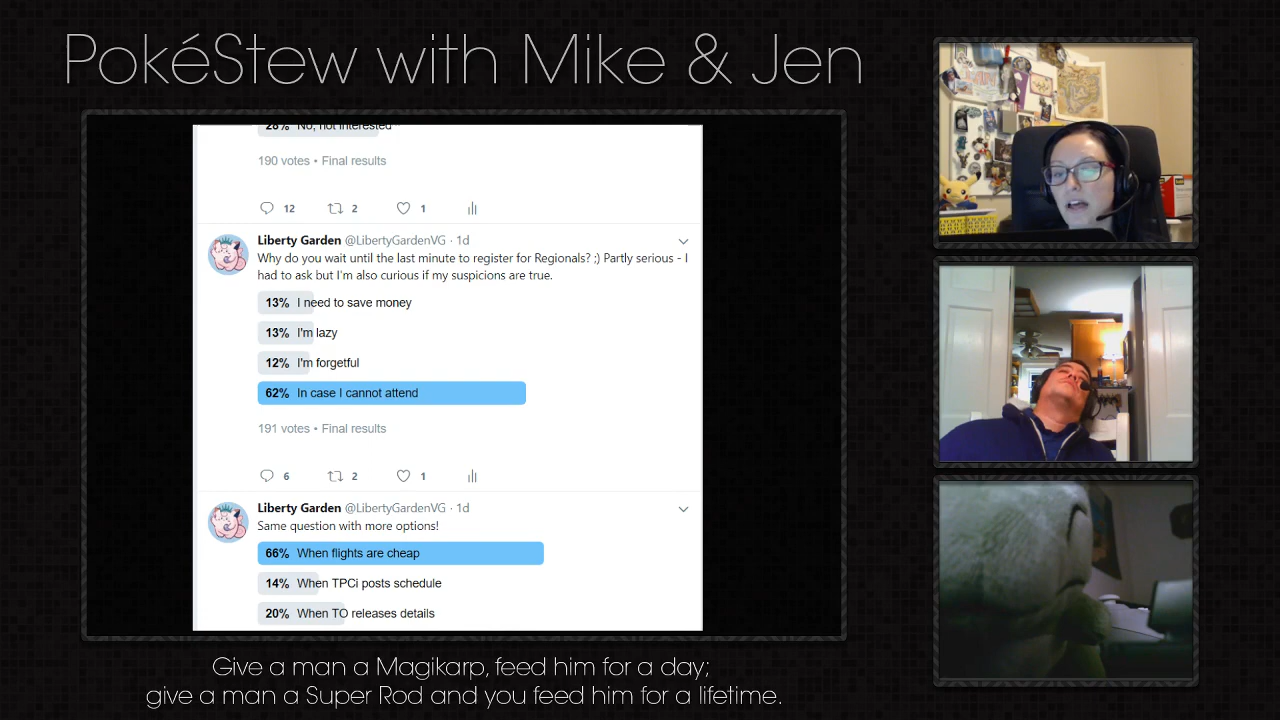 PokéStew with Mike & Jen
28% No, not interested
190 votes • Final results
12 2 1
Liberty Garden @LibertyGardenVG · 1d
Why do you wait until the last minute to register for Regionals? ;) Partly serious - I
had to ask but I'm also curious if my suspicions are true.
13% I need to save money
13% I'm lazy
12% I'm forgetful
62% In case I cannot attend
191 votes • Final results
6 2 1
Liberty Garden @LibertyGardenVG · 1d
Same question with more options!
66% When flights are cheap
14% When TPCi posts schedule
20% When TO releases details
Give a man a Magikarp, feed him for a day;
give a man a Super Rod and you feed him for a lifetime.